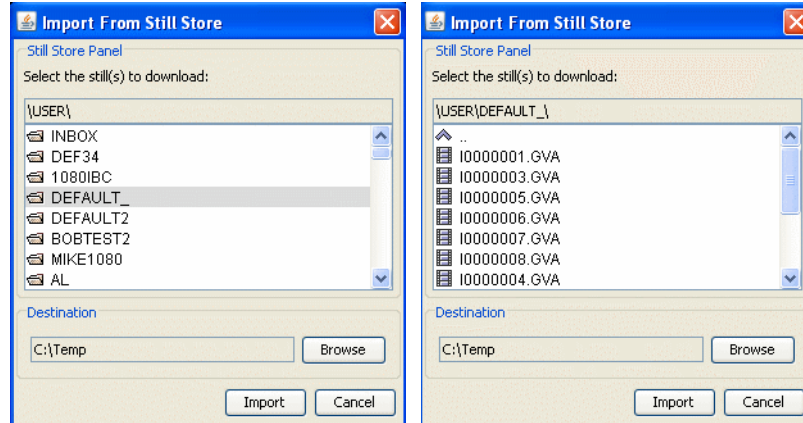 Import From Still Store
Still Store Panel
Select the still(s) to download:
\USER\
INBOX
DEF34
1080IBC
DEFAULT_
DEFAULT2
BOBTEST2
MIKE1080
AL
Destination
C:\Temp
Browse
Import
Cancel
Import From Still Store
Still Store Panel
Select the still(s) to download:
\USER\DEFAULT_\
..
I0000001.GVA
I0000003.GVA
I0000005.GVA
I0000006.GVA
I0000007.GVA
I0000008.GVA
I0000004.GVA
Destination
C:\Temp
Browse
Import
Cancel